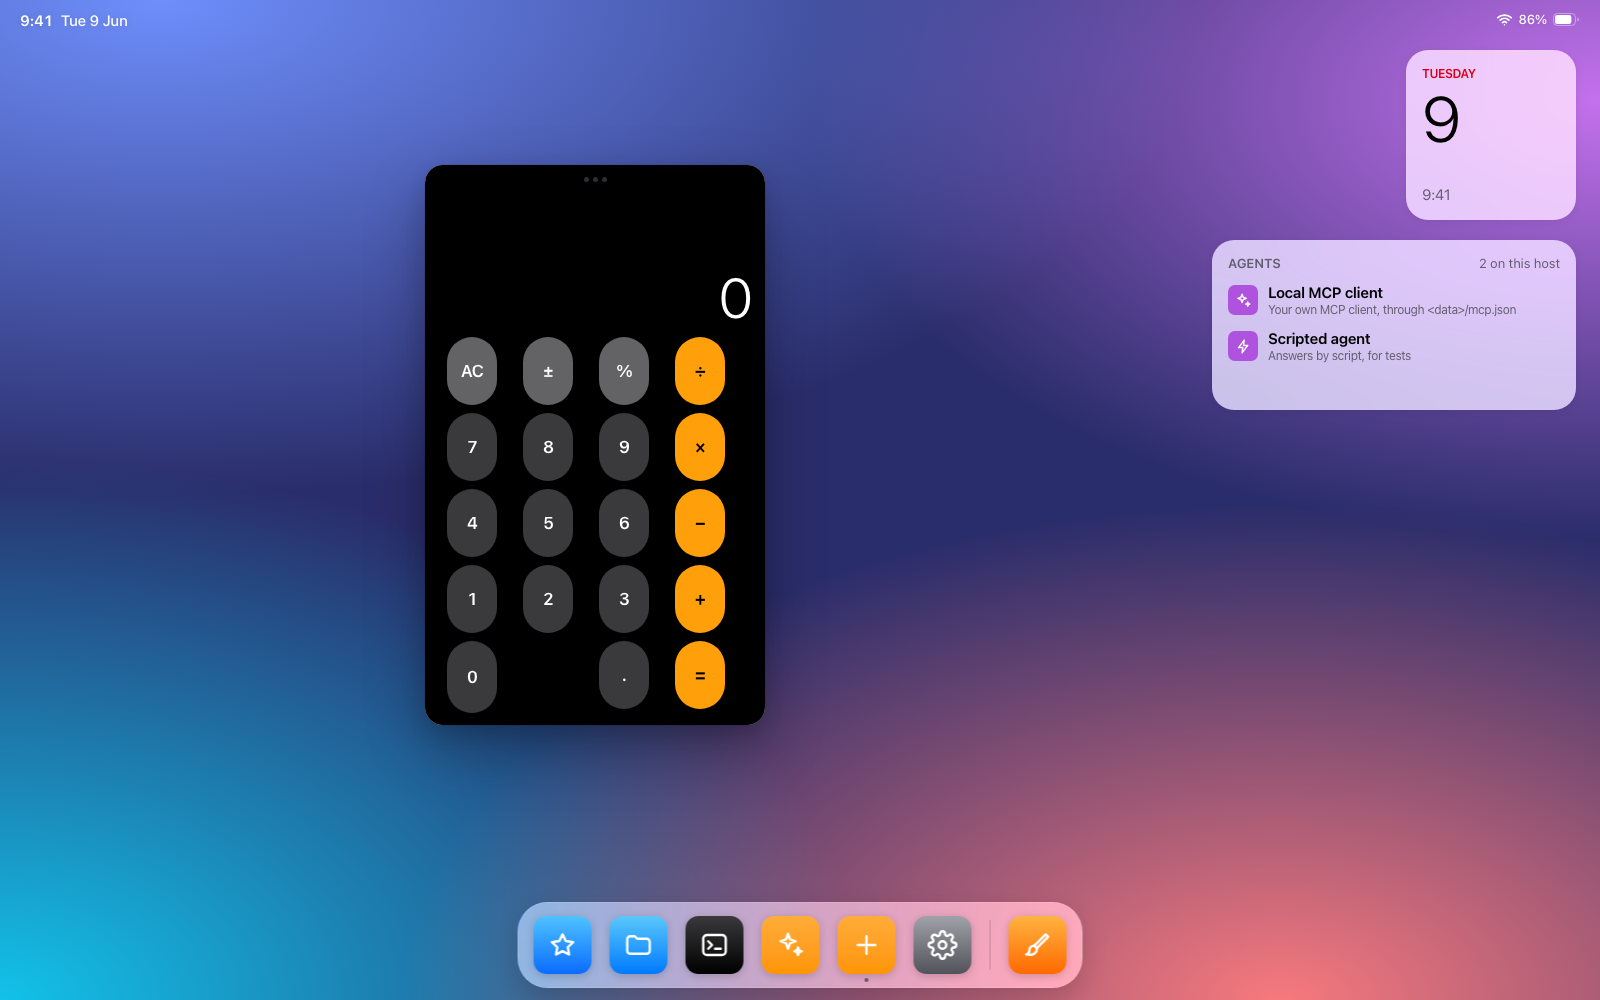 9:41 Tue 9 Jun
86%
TUESDAY
9
9:41
AGENTS 2 on this host
Local MCP client
Your own MCP client, through <data>/mcp.json
Scripted agent
Answers by script, for tests
0
AC ± % ÷
7 8 9 ×
4 5 6 −
1 2 3 +
0 . =